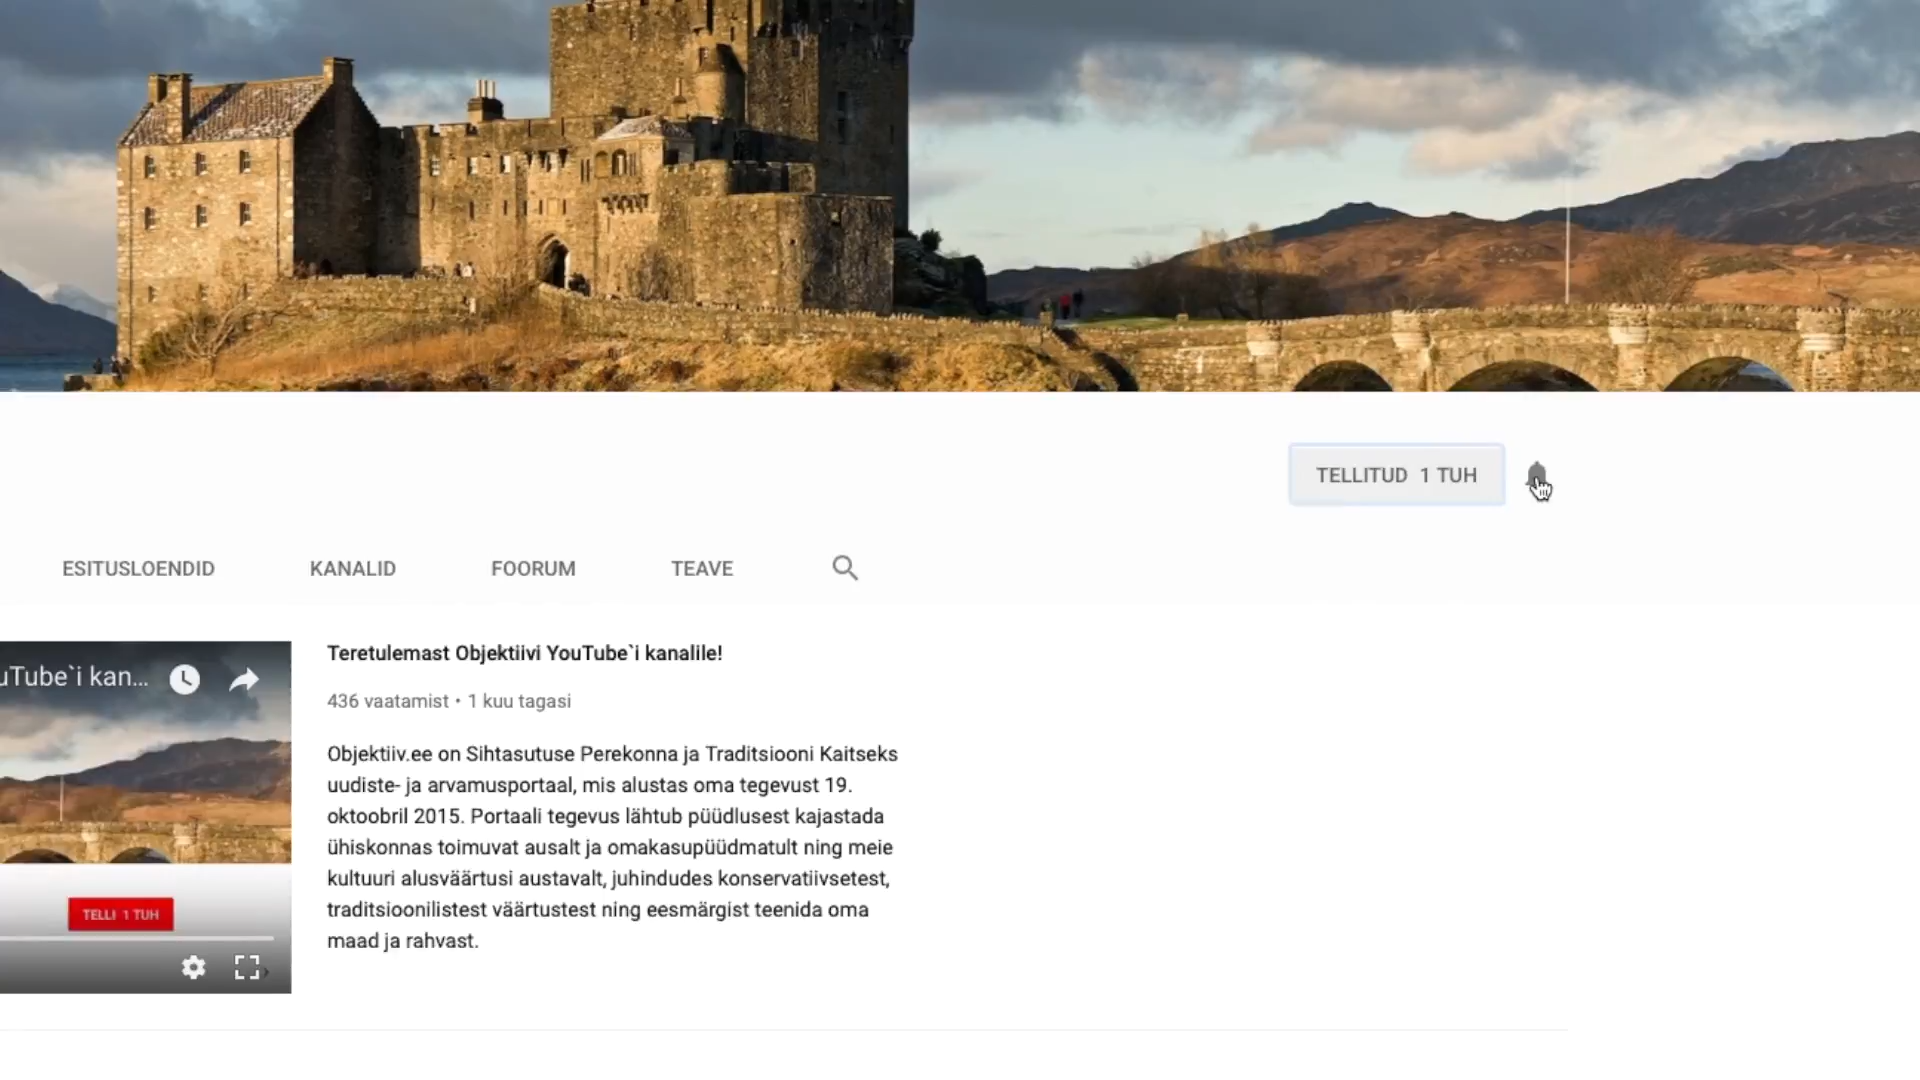 TELLITUD 1 TUH
ESITUSLOENDID KANALID FOORUM TEAVE
uTube`i kan...
TELLI 1 TUH
Teretulemast Objektiivi YouTube`i kanalile!
436 vaatamist • 1 kuu tagasi
Objektiiv.ee on Sihtasutuse Perekonna ja Traditsiooni Kaitseks
uudiste- ja arvamusportaal, mis alustas oma tegevust 19.
oktoobril 2015. Portaali tegevus lähtub püüdlusest kajastada
ühiskonnas toimuvat ausalt ja omakasupüüdmatult ning meie
kultuuri alusväärtusi austavalt, juhindudes konservatiivsetest,
traditsioonilistest väärtustest ning eesmärgist teenida oma
maad ja rahvast.